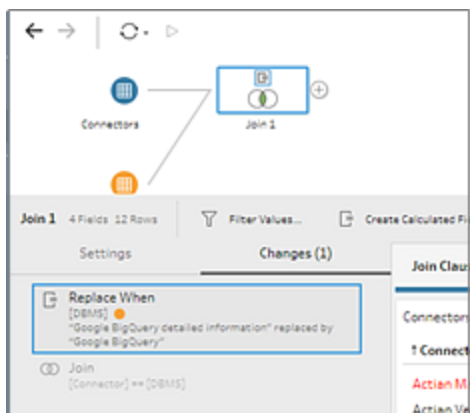 Connectors
Join 1
Join 1 4 Fields 12 Rows Filter Values... Create Calculated Fi
Settings Changes (1)
Join Clau
Replace When
[DBMS]
"Google BigQuery detailed information" replaced by
"Google BigQuery"
Join
[Connector] == [DBMS]
Connectors
↑ Connect
Actian M
Actian Ve